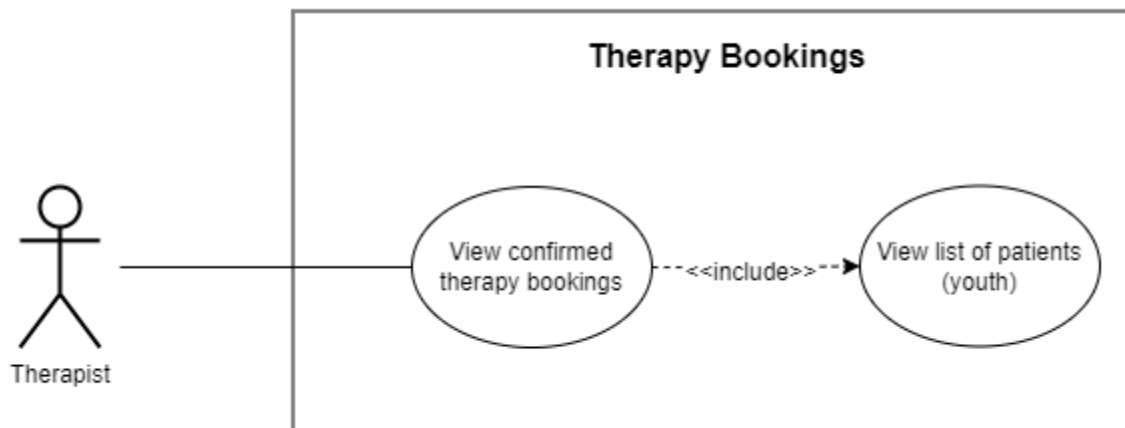 Therapy Bookings
View confirmed
therapy bookings
<<include>>
View list of patients
(youth)
Therapist